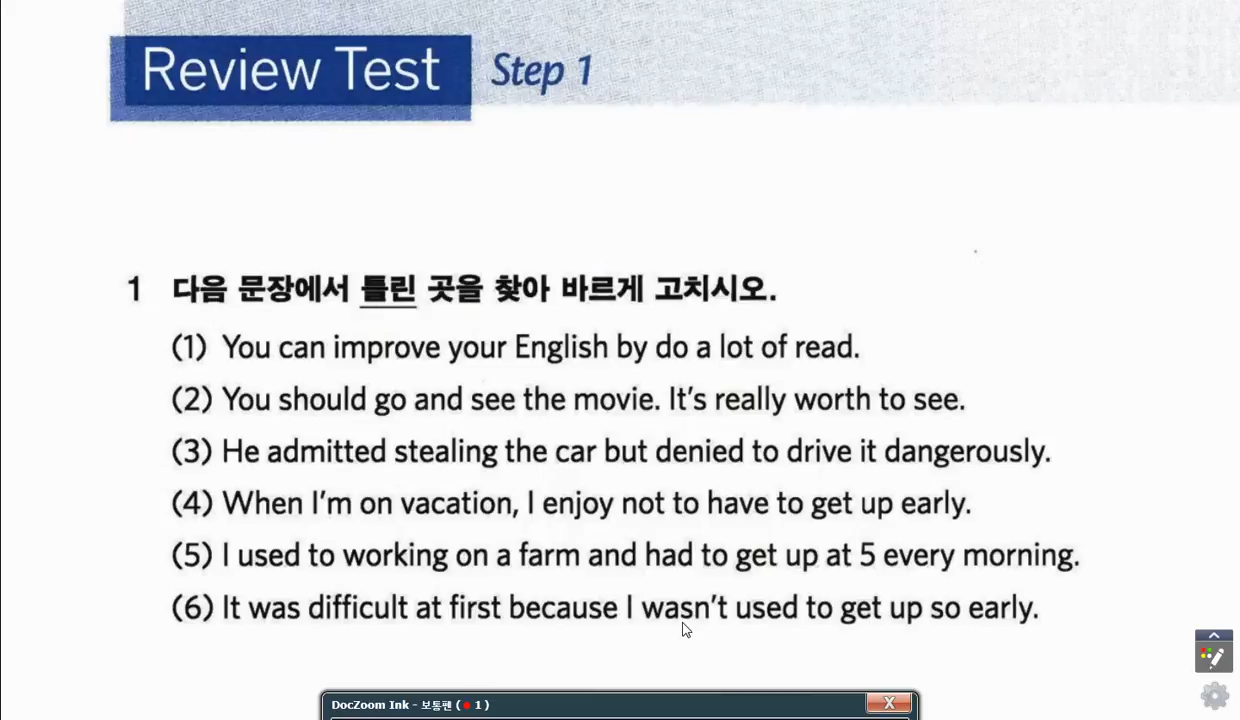 Review Test Step 1
1 다음 문장에서 틀린 곳을 찾아 바르게 고치시오.
(1) You can improve your English by do a lot of read.
(2) You should go and see the movie. It's really worth to see.
(3) He admitted stealing the car but denied to drive it dangerously.
(4) When I'm on vacation, I enjoy not to have to get up early.
(5) I used to working on a farm and had to get up at 5 every morning.
(6) It was difficult at first because I wasn't used to get up so early.
DocZoom Ink - 보통펜 ( 1 ) X